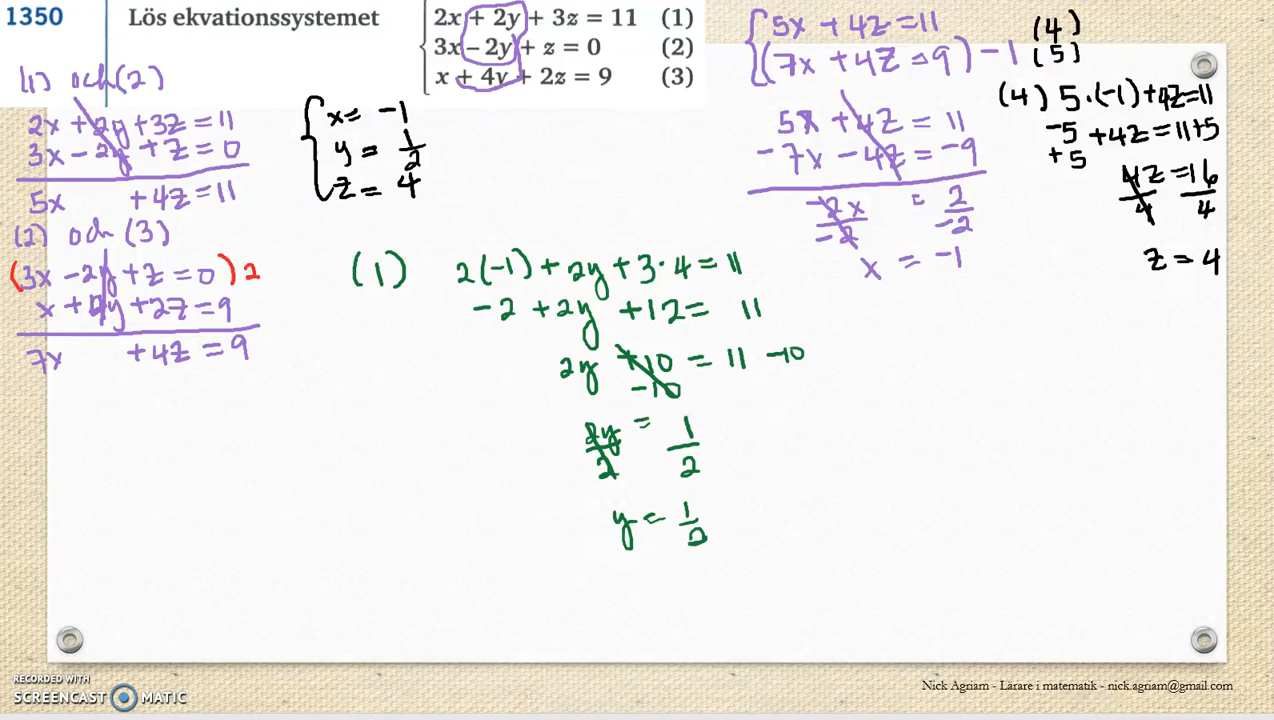 1350 Lös ekvationssystemet
2x + 2y + 3z = 11 (1)
3x − 2y + z = 0 (2)
x + 4y + 2z = 9 (3)
(1) och (2)
2x + 2y + 3z = 11
3x − 2y + z = 0
5x + 4z = 11
(2) och (3)
(3x − 2y + z = 0) 2
x + 4y + 2z = 9
7x + 4z = 9
x = −1
y = 1/2
z = 4
5x + 4z = 11 (4)
(7x + 4z = 9) −1 (5)
5x + 4z = 11
−7x − 4z = −9
−2x/−2 = 2/−2
x = −1
(4) 5·(−1) + 4z = 11
−5 + 4z = 11 + 5
+5
4z/4 = 16/4
z = 4
(1) 2(−1) + 2y + 3·4 = 11
−2 + 2y + 12 = 11
2y + 10 = 11 − 10
−10
2y/2 = 1/2
y = 1/2
RECORDED WITH
SCREENCAST MATIC
Nick Agriam - Lärare i matematik - nick.agriam@gmail.com